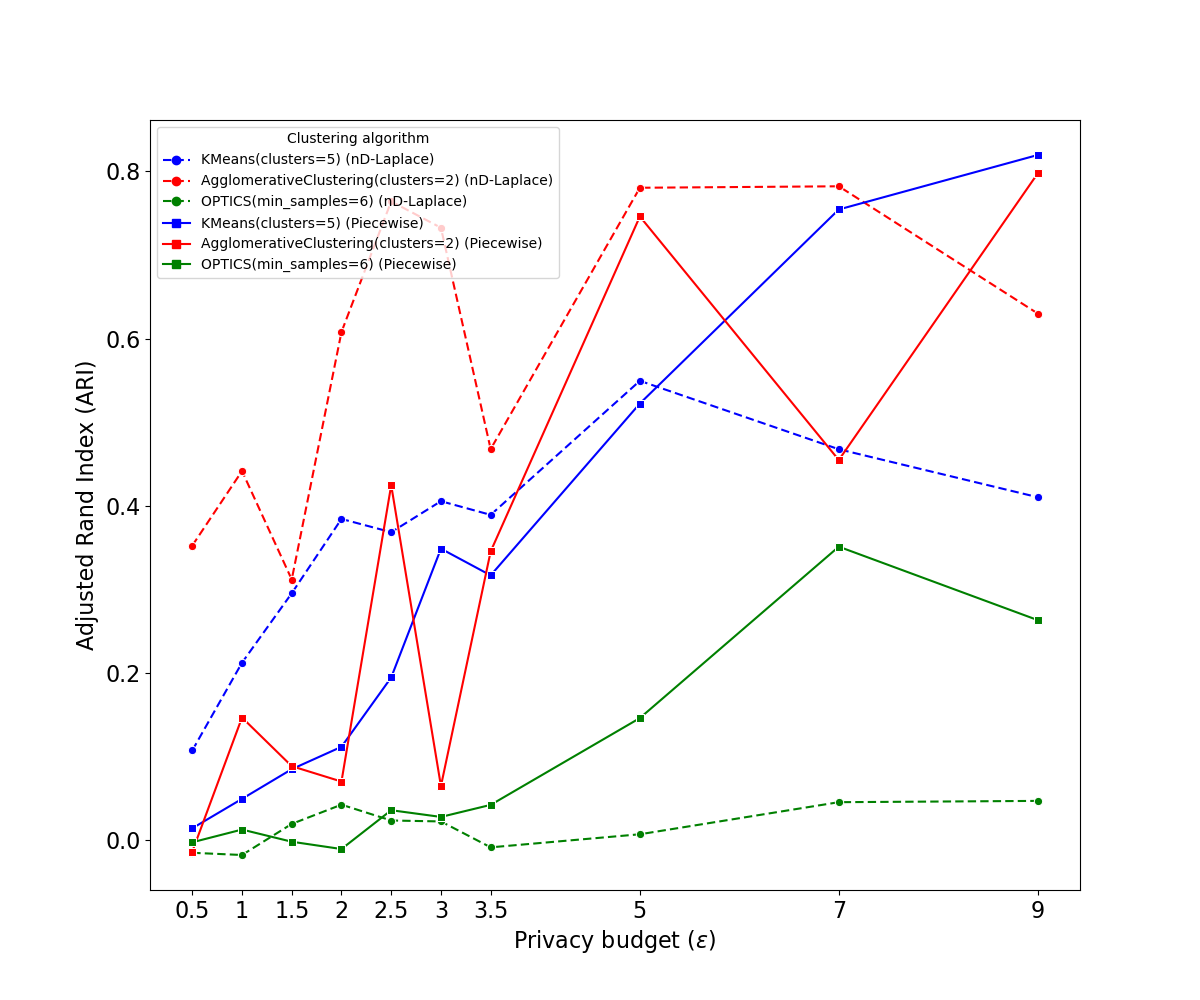 Clustering algorithm
KMeans(clusters=5) (nD-Laplace)
AgglomerativeClustering(clusters=2) (nD-Laplace)
OPTICS(min_samples=6) (nD-Laplace)
KMeans(clusters=5) (Piecewise)
AgglomerativeClustering(clusters=2) (Piecewise)
OPTICS(min_samples=6) (Piecewise)
Adjusted Rand Index (ARI)
0.8
0.6
0.4
0.2
0.0
0.5 1 1.5 2 2.5 3 3.5 5 7 9
Privacy budget (ε)